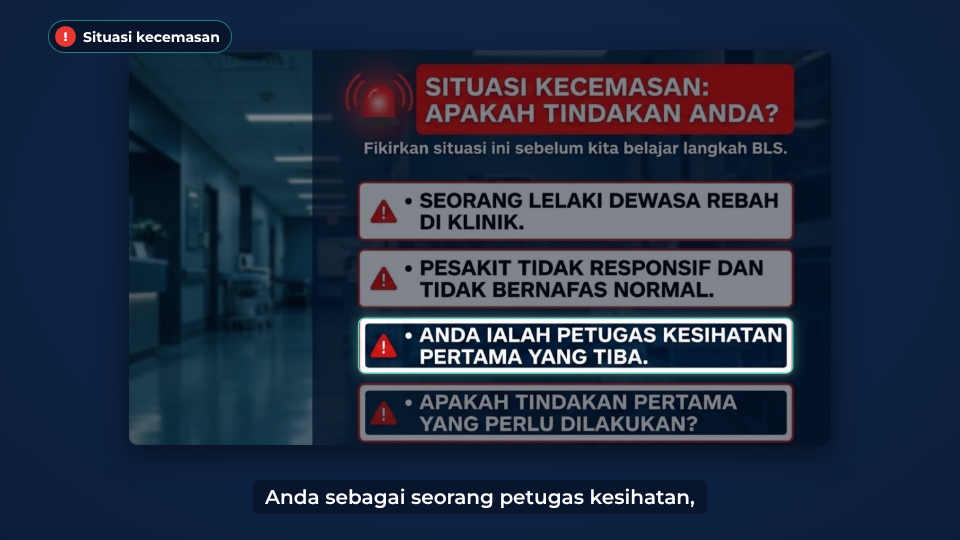 Situasi kecemasan
SITUASI KECEMASAN:
APAKAH TINDAKAN ANDA?
Fikirkan situasi ini sebelum kita belajar langkah BLS.
• SEORANG LELAKI DEWASA REBAH
DI KLINIK.
• PESAKIT TIDAK RESPONSIF DAN
TIDAK BERNAFAS NORMAL.
• ANDA IALAH PETUGAS KESIHATAN
PERTAMA YANG TIBA.
• APAKAH TINDAKAN PERTAMA
YANG PERLU DILAKUKAN?
Anda sebagai seorang petugas kesihatan,